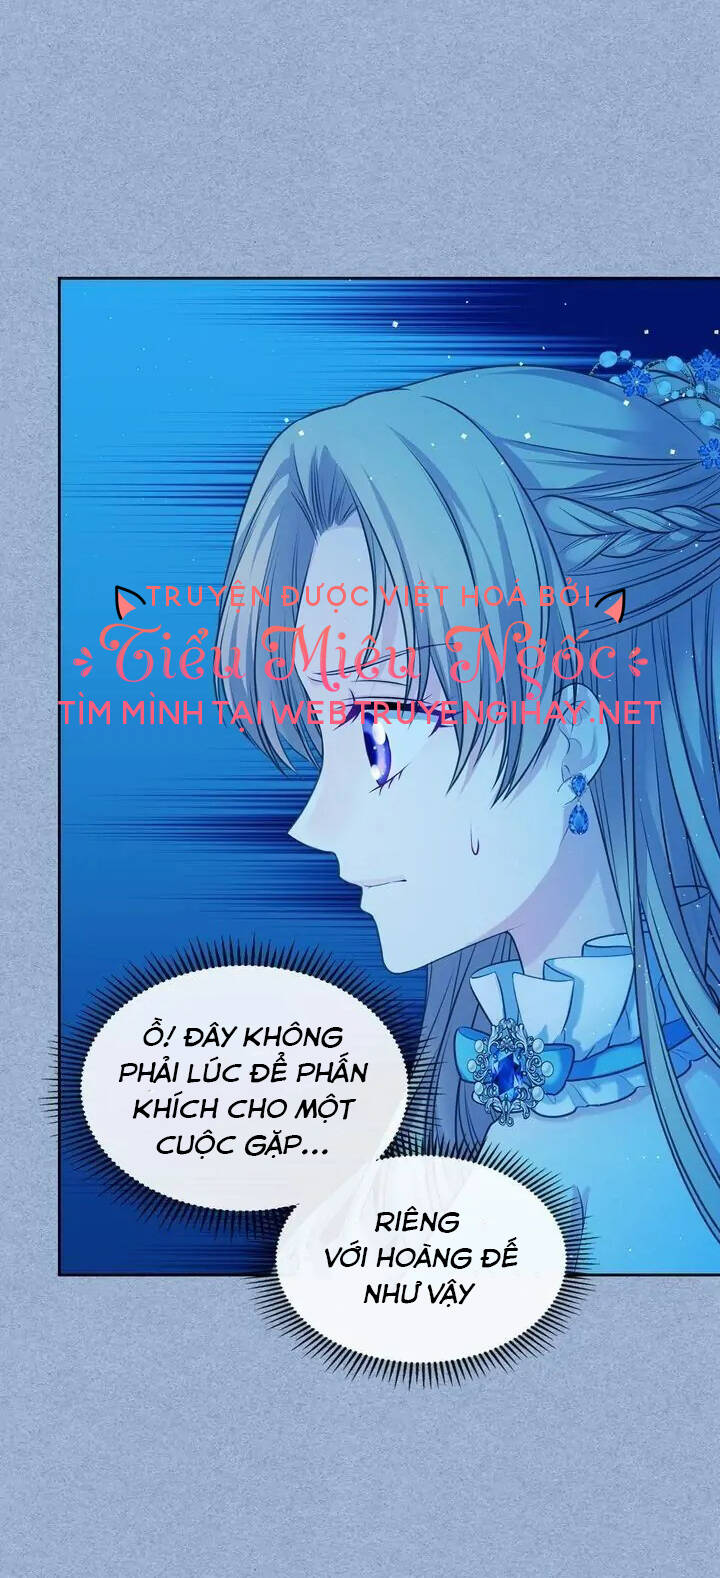 TRUYỆN ĐƯỢC VIỆT HOÁ BỞI
TIỂU MIÊU NGỐC
TÌM MÌNH TẠI WEB TRUYENGIHAY.NET
Ồ! ĐÂY KHÔNG
PHẢI LÚC ĐỂ PHẤN
KHÍCH CHO MỘT
CUỘC GẶP...
RIÊNG
VỚI HOÀNG ĐẾ
NHƯ VẬY